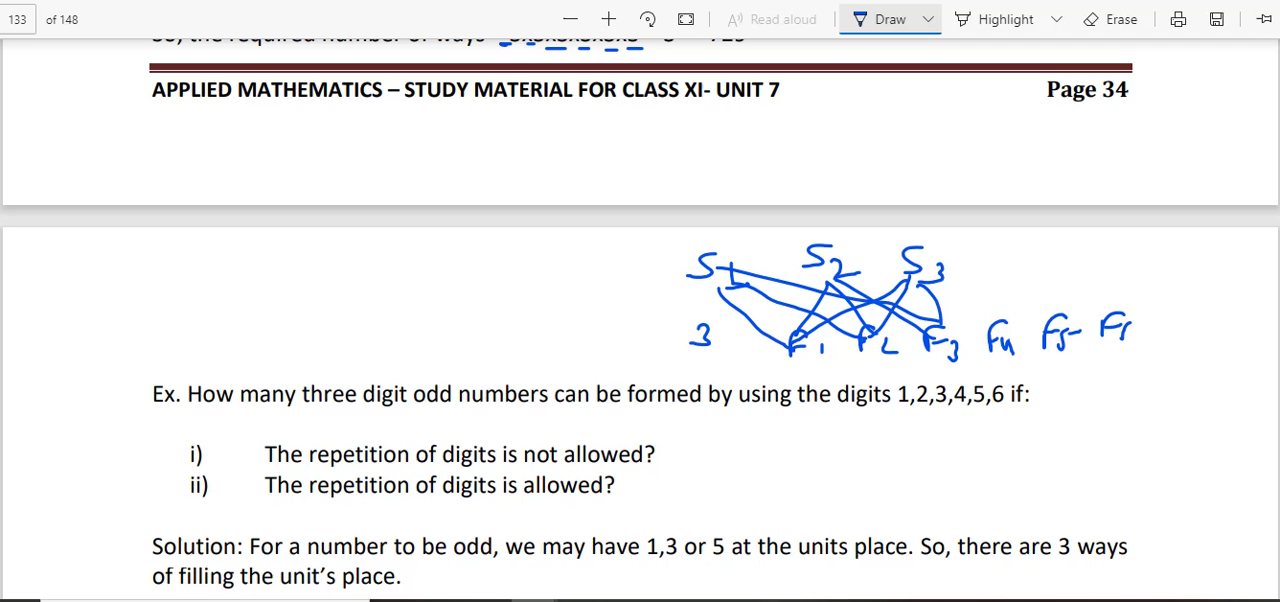 133 of 148 Read aloud Draw Highlight Erase
APPLIED MATHEMATICS – STUDY MATERIAL FOR CLASS XI- UNIT 7 Page 34
S1 S2 S3
3 F1 F2 F3 F4 F5 F
Ex. How many three digit odd numbers can be formed by using the digits 1,2,3,4,5,6 if:
i) The repetition of digits is not allowed?
ii) The repetition of digits is allowed?
Solution: For a number to be odd, we may have 1,3 or 5 at the units place. So, there are 3 ways
of filling the unit’s place.